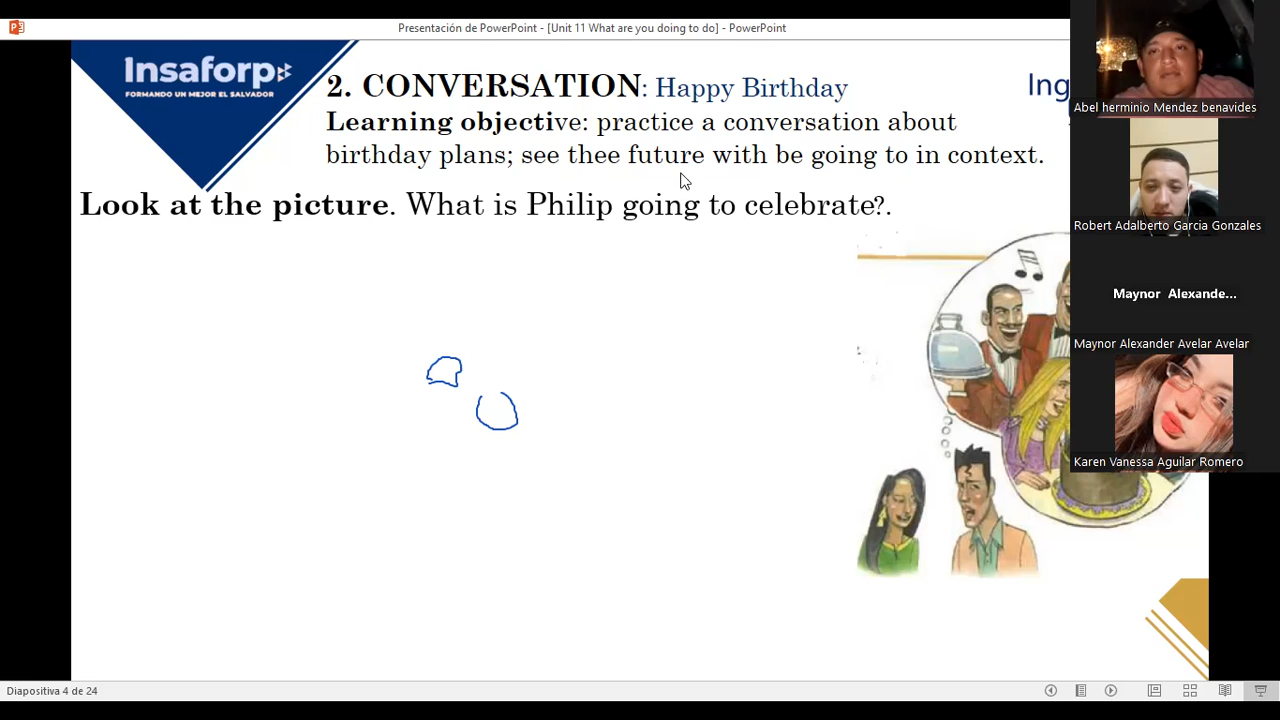 Presentación de PowerPoint - [Unit 11 What are you doing to do] - PowerPoint
Insaforp
FORMANDO UN MEJOR EL SALVADOR
2. CONVERSATION: Happy Birthday
Ing
Learning objective: practice a conversation about
birthday plans; see thee future with be going to in context.
Look at the picture. What is Philip going to celebrate?.
Abel herminio Mendez benavides
Robert Adalberto Garcia Gonzales
Maynor Alexande...
Maynor Alexander Avelar Avelar
Karen Vanessa Aguilar Romero
Diapositiva 4 de 24